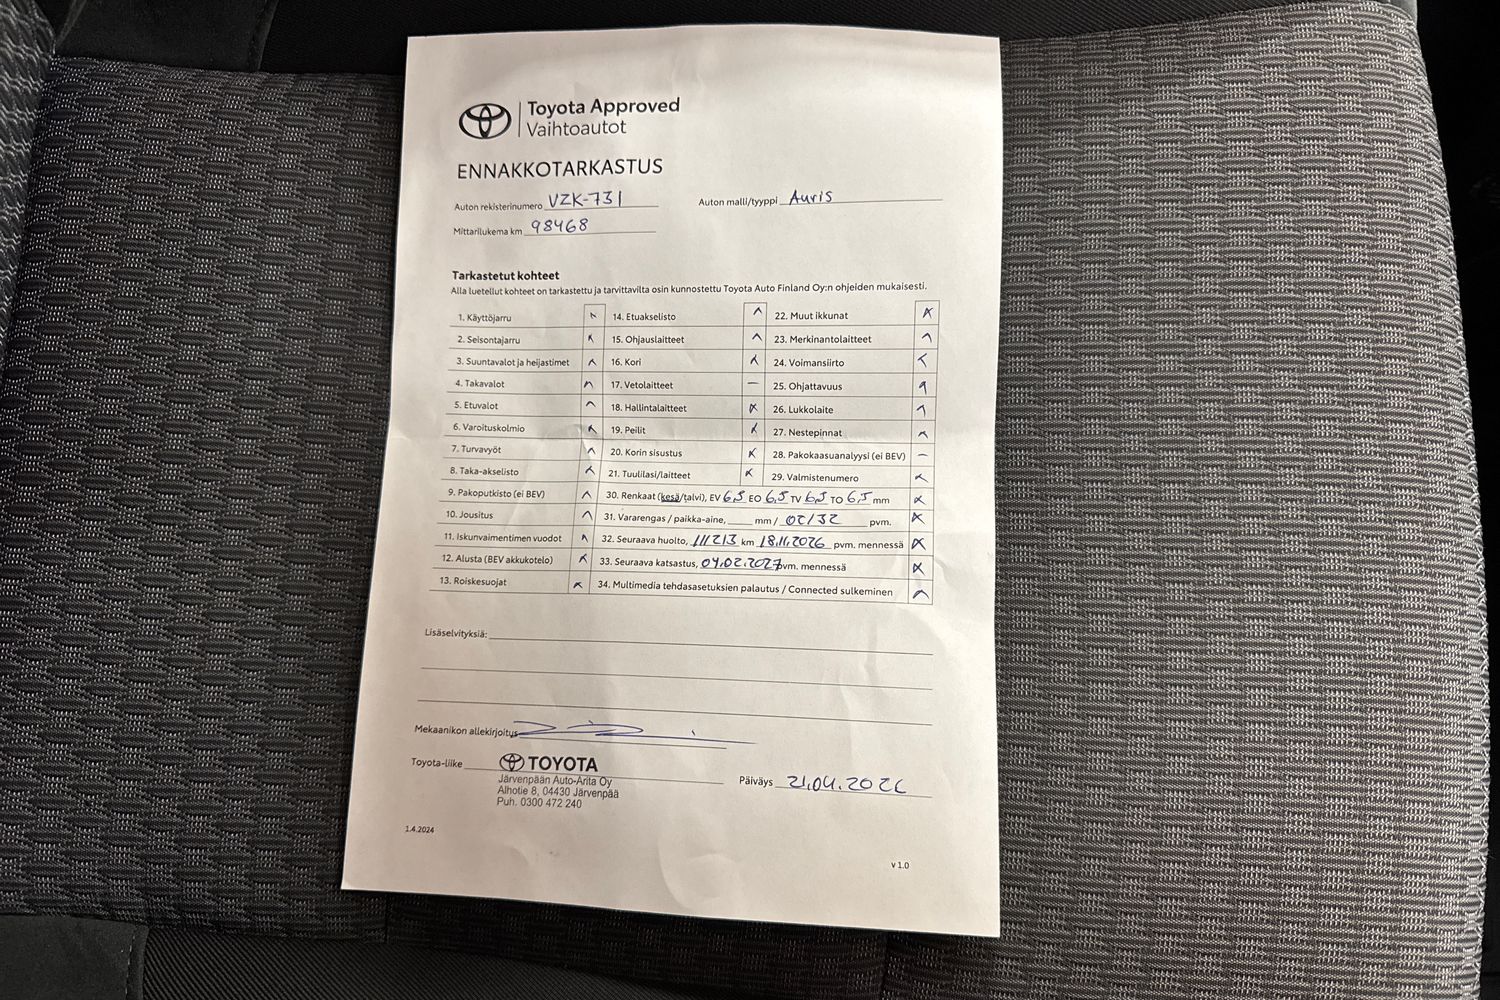 Toyota Approved
Vaihtoautot
ENNAKKOTARKASTUS
Auton rekisterinumero VZK-731 Auton malli/tyyppi Auris
Mittarilukema km 98468
Tarkastetut kohteet
Alla luetellut kohteet on tarkastettu ja tarvittavilta osin kunnostettu Toyota Auto Finland Oy:n ohjeiden mukaisesti.
1. Käyttöjarru 14. Etuakselisto 22. Muut ikkunat
2. Seisontajarru 15. Ohjauslaitteet 23. Merkinantolaitteet
3. Suuntavalot ja heijastimet 16. Kori 24. Voimansiirto
4. Takavalot 17. Vetolaitteet — 25. Ohjattavuus
5. Etuvalot 18. Hallintalaitteet 26. Lukkolaite
6. Varoituskolmio 19. Peilit 27. Nestepinnat
7. Turvavyöt 20. Korin sisustus 28. Pakokaasuanalyysi (ei BEV) —
8. Taka-akselisto 21. Tuulilasi/laitteet 29. Valmistenumero
9. Pakoputkisto (ei BEV) 30. Renkaat (kesä/talvi), EV 6,5 EO 6,5 TV 6,5 TO 6,5 mm
10. Jousitus 31. Vararengas / paikka-aine, mm / 02/32 pvm.
11. Iskunvaimentimen vuodot 32. Seuraava huolto, 111213 km 18.11.2026 pvm. mennessä
12. Alusta (BEV akkukotelo) 33. Seuraava katsastus, 04.02.2027 pvm. mennessä
13. Roiskesuojat 34. Multimedia tehdasasetuksien palautus / Connected sulkeminen
Lisäselvityksiä:
Mekaanikon allekirjoitus
Toyota-liike TOYOTA
Järvenpään Auto-Arita Oy
Alhotie 8, 04430 Järvenpää
Puh. 0300 472 240
Päiväys 21.04.2026
1.4.2024
v 1.0